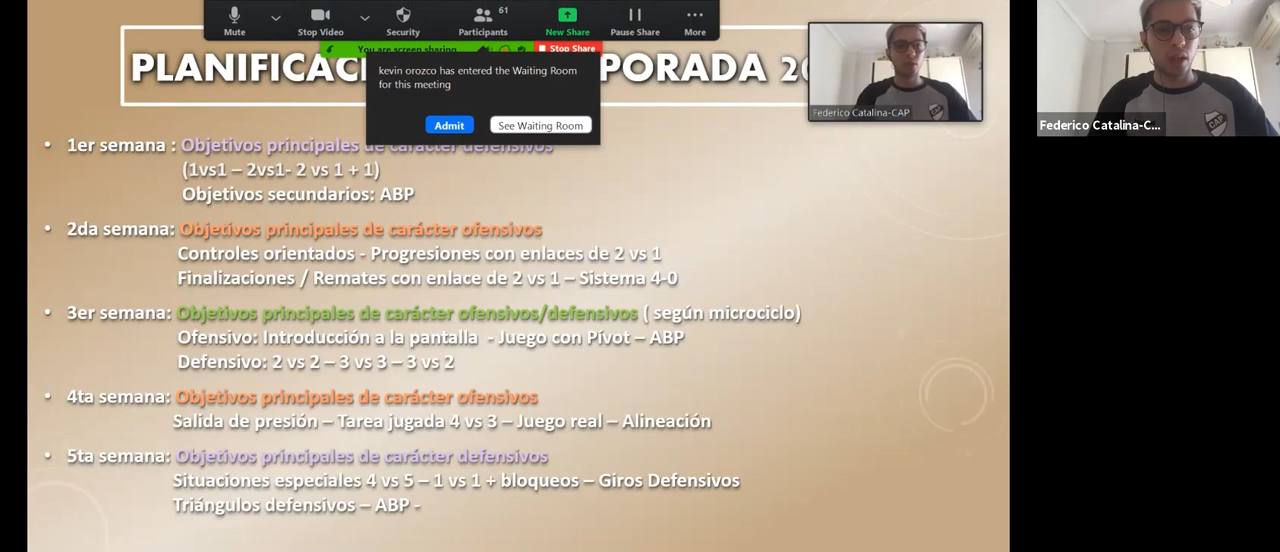 61
Mute
Stop Video
Security
Participants
New Share
Pause Share
More
You are screen sharing
Stop Share
kevin orozco has entered the Waiting Room
for this meeting
Admit
See Waiting Room
Federico Catalina-CAP
Federico Catalina-C...
CAP
1er semana : Objetivos principales de carácter defensivos
(1vs1 – 2vs1- 2 vs 1 + 1)
Objetivos secundarios: ABP
2da semana: Objetivos principales de carácter ofensivos
Controles orientados - Progresiones con enlaces de 2 vs 1
Finalizaciones / Remates con enlace de 2 vs 1 – Sistema 4-0
3er semana: Objetivos principales de carácter ofensivos/defensivos ( según microciclo)
Ofensivo: Introducción a la pantalla - Juego con Pívot – ABP
Defensivo: 2 vs 2 – 3 vs 3 – 3 vs 2
4ta semana: Objetivos principales de carácter ofensivos
Salida de presión – Tarea jugada 4 vs 3 – Juego real – Alineación
5ta semana: Objetivos principales de carácter defensivos
Situaciones especiales 4 vs 5 – 1 vs 1 + bloqueos – Giros Defensivos
Triángulos defensivos – ABP -